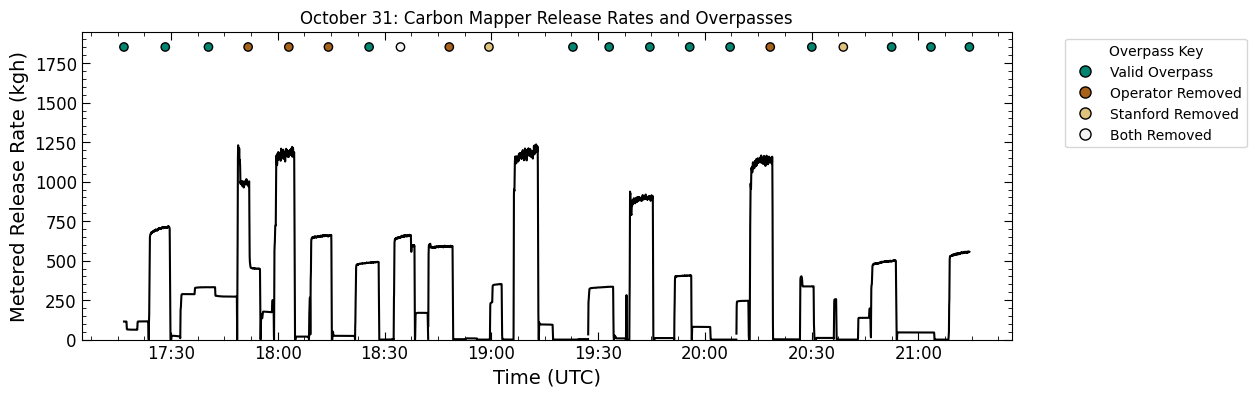 October 31: Carbon Mapper Release Rates and Overpasses
Metered Release Rate (kgh)
1750
1500
1250
1000
750
500
250
0
17:30
18:00
18:30
19:00
19:30
20:00
20:30
21:00
Time (UTC)
Overpass Key
Valid Overpass
Operator Removed
Stanford Removed
Both Removed